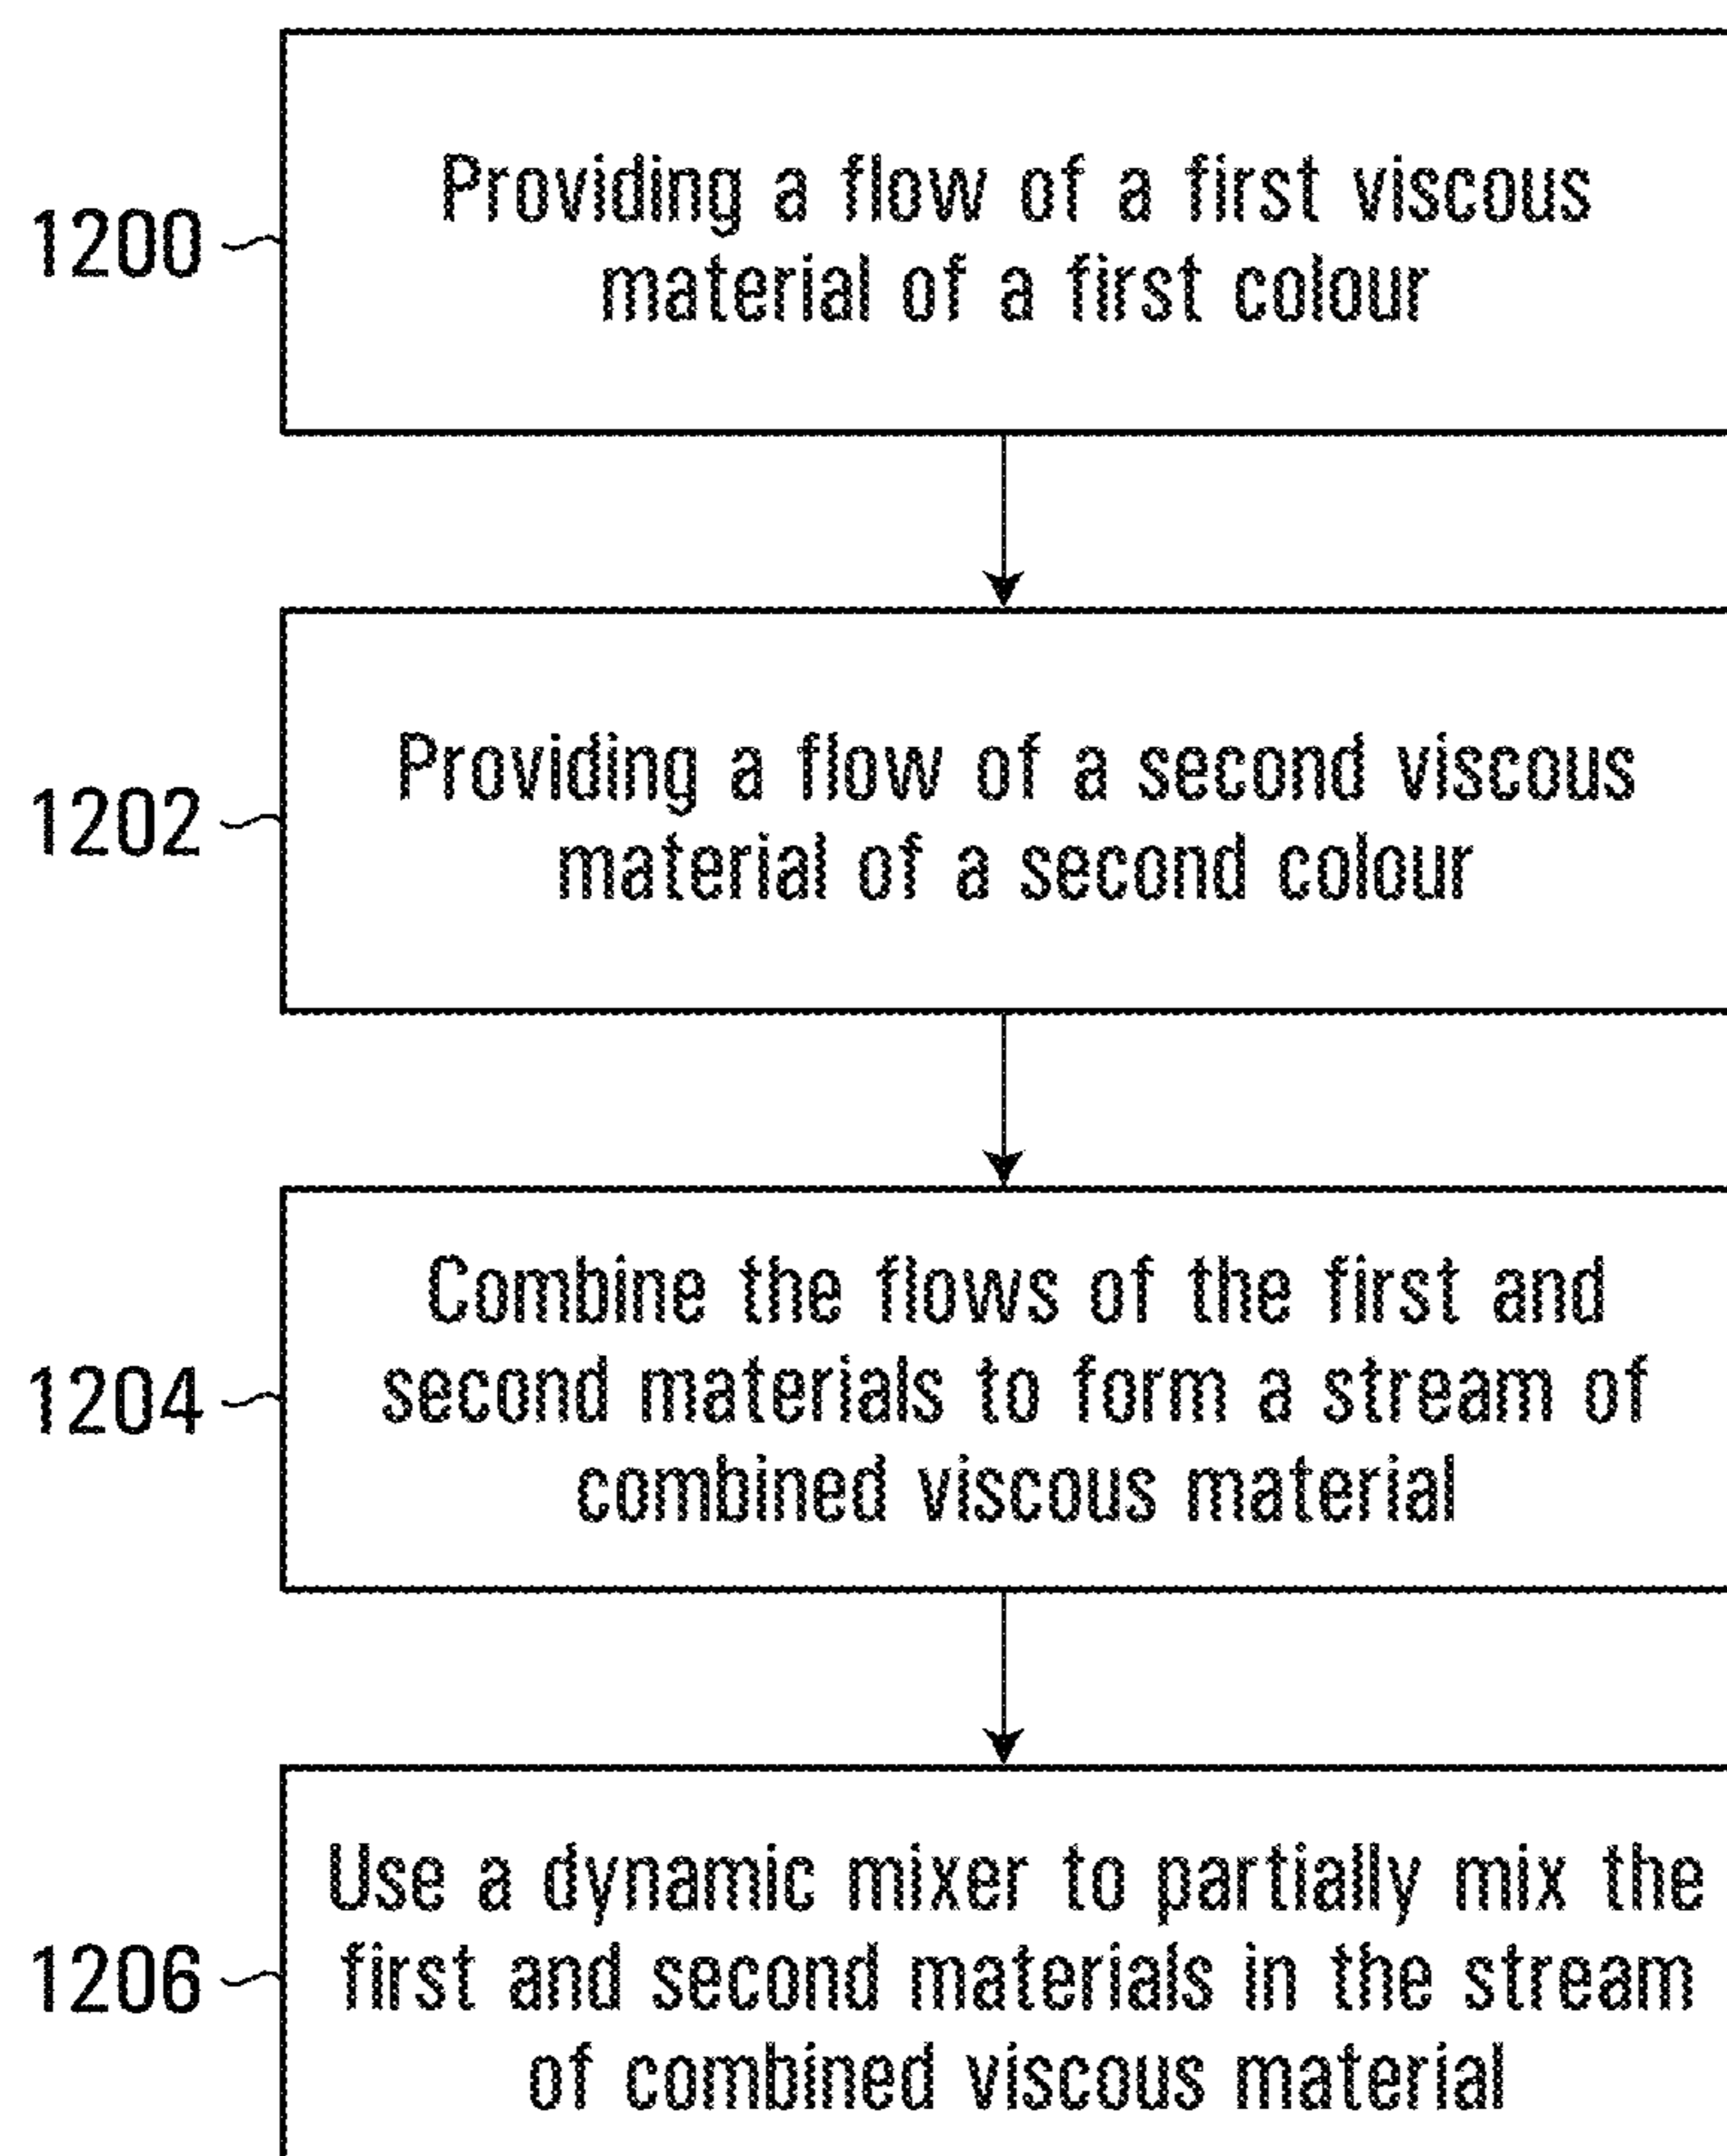 1200
Providing a flow of a first viscous
material of a first colour
1202
Providing a flow of a second viscous
material of a second colour
1204
Combine the flows of the first and
second materials to form a stream of
combined viscous material
1206
Use a dynamic mixer to partially mix the
first and second materials in the stream
of combined viscous material